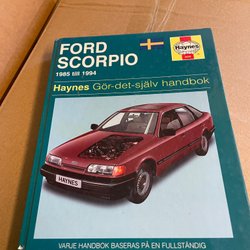 FORD
SCORPIO
1985 till 1994
Haynes
Haynes Gör-det-själv handbok
HAYNES
VARJE HANDBOK BASERAS PÅ EN FULLSTÄNDIG